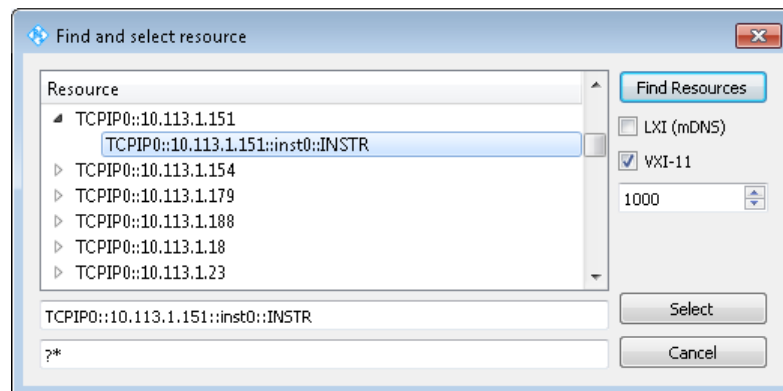 Find and select resource
Resource
TCPIP0::10.113.1.151
TCPIP0::10.113.1.151::inst0::INSTR
TCPIP0::10.113.1.154
TCPIP0::10.113.1.179
TCPIP0::10.113.1.188
TCPIP0::10.113.1.18
TCPIP0::10.113.1.23
TCPIP0::10.113.1.151::inst0::INSTR
?*
Find Resources
LXI (mDNS)
VXI-11
1000
Select
Cancel